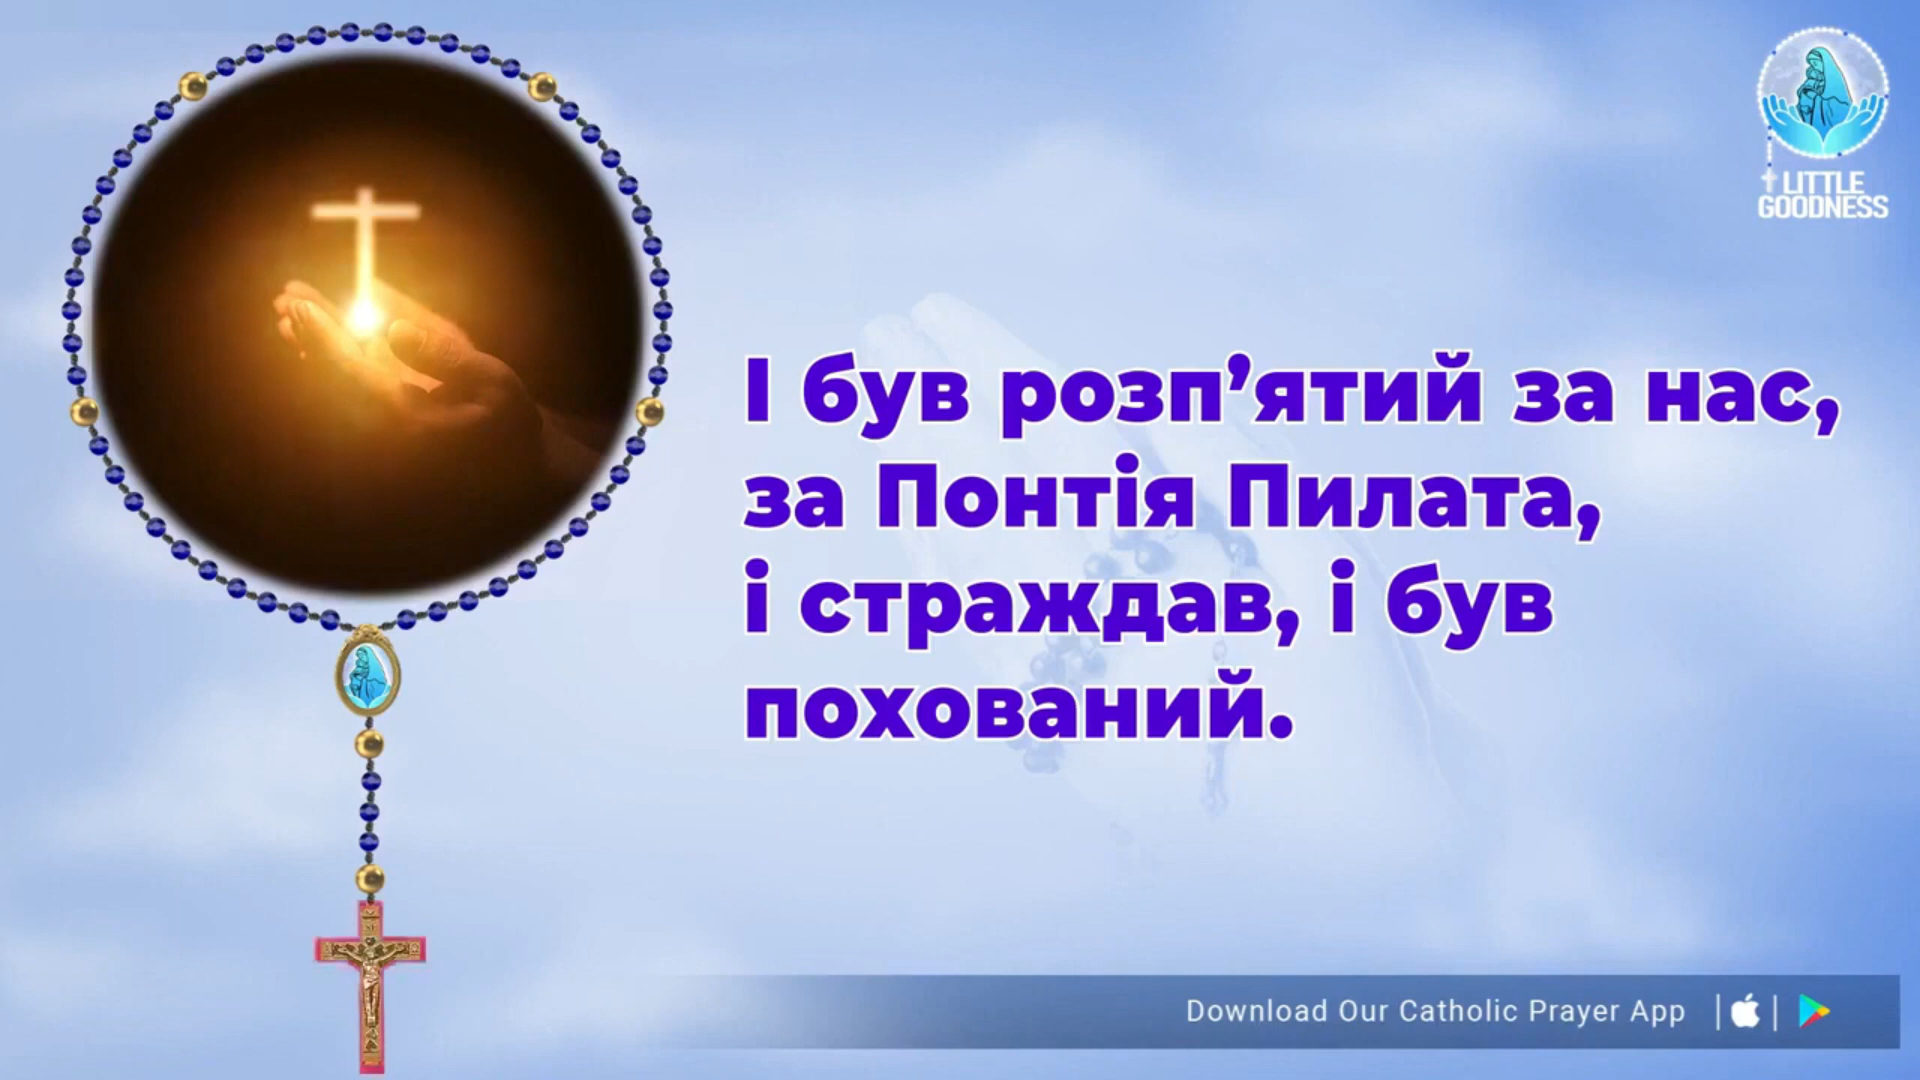 LITTLE
GOODNESS
І був розп’ятий за нас,
за Понтія Пилата,
і страждав, і був
похований.
Download Our Catholic Prayer App